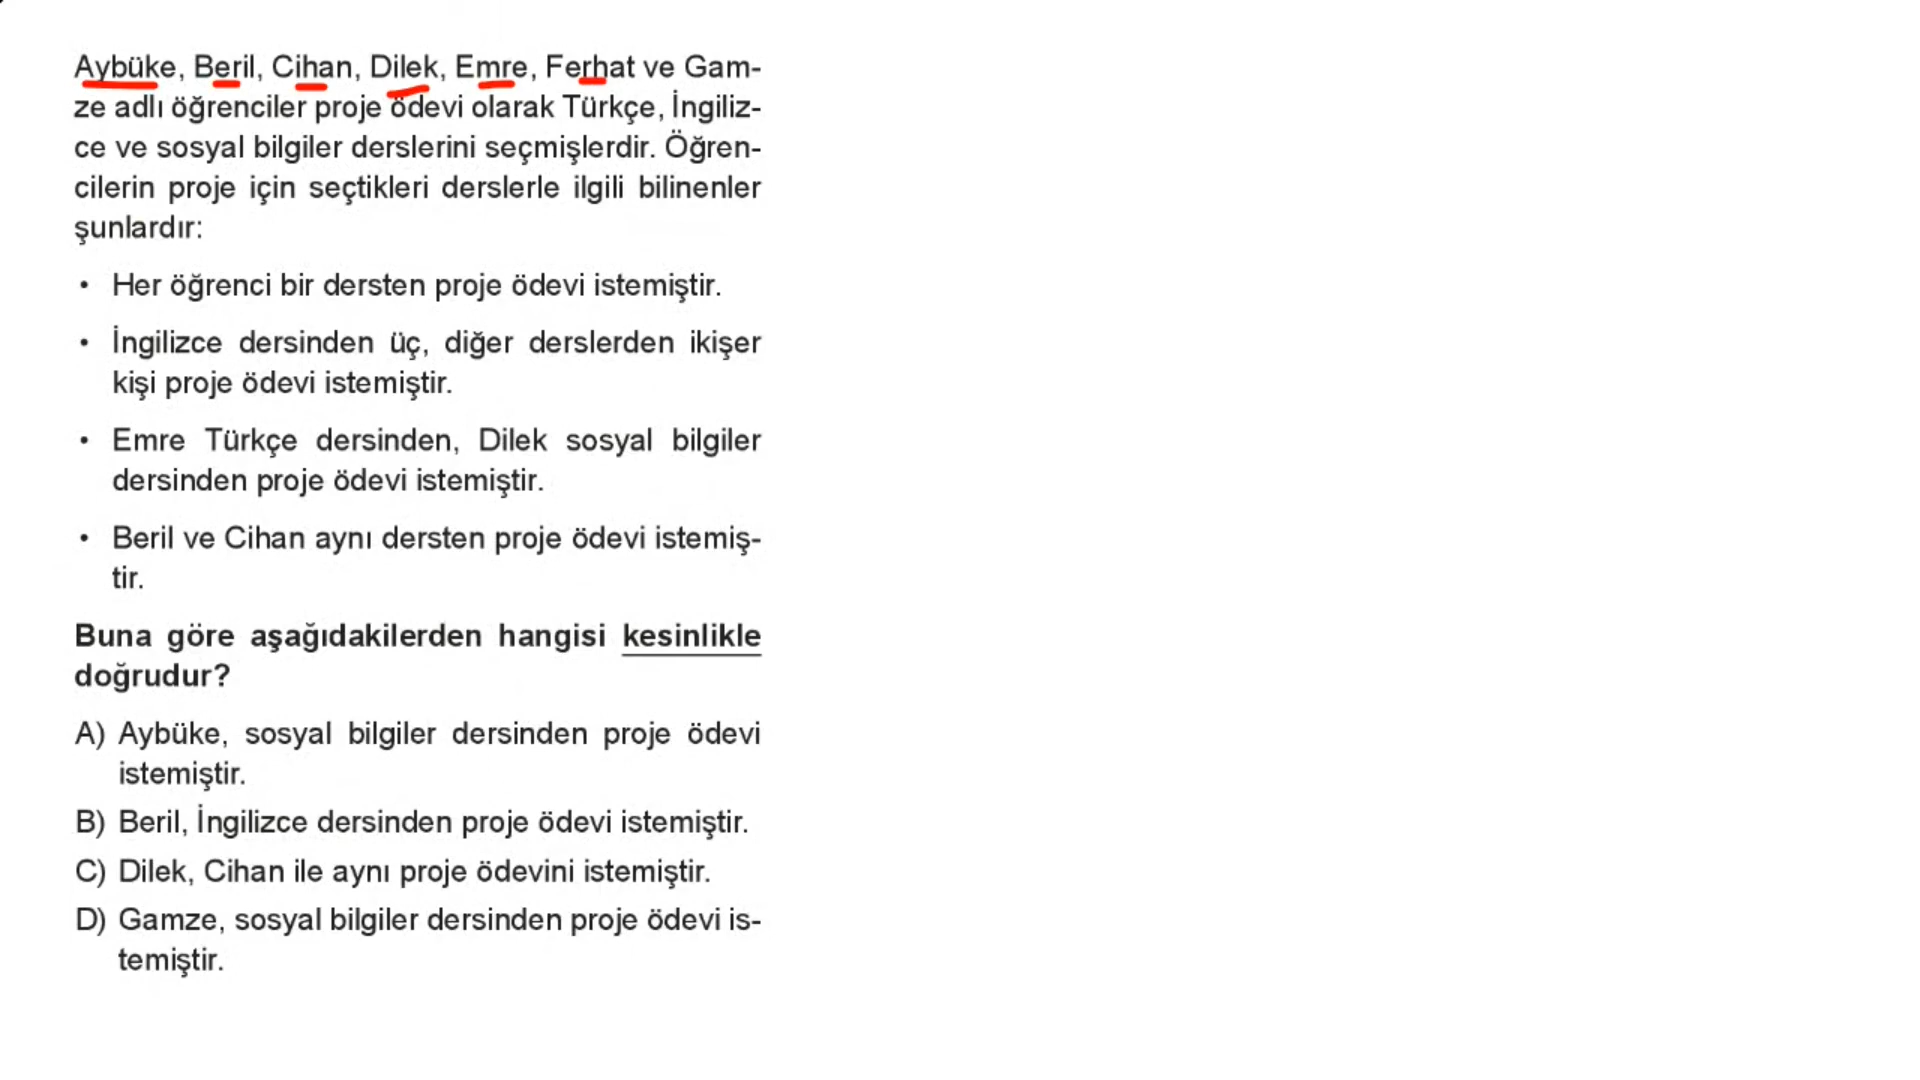 Aybüke, Beril, Cihan, Dilek, Emre, Ferhat ve Gam-
ze adlı öğrenciler proje ödevi olarak Türkçe, İngiliz-
ce ve sosyal bilgiler derslerini seçmişlerdir. Öğren-
cilerin proje için seçtikleri derslerle ilgili bilinenler
şunlardır:
• Her öğrenci bir dersten proje ödevi istemiştir.
• İngilizce dersinden üç, diğer derslerden ikişer
kişi proje ödevi istemiştir.
• Emre Türkçe dersinden, Dilek sosyal bilgiler
dersinden proje ödevi istemiştir.
• Beril ve Cihan aynı dersten proje ödevi istemiş-
tir.
Buna göre aşağıdakilerden hangisi kesinlikle
doğrudur?
A) Aybüke, sosyal bilgiler dersinden proje ödevi
istemiştir.
B) Beril, İngilizce dersinden proje ödevi istemiştir.
C) Dilek, Cihan ile aynı proje ödevini istemiştir.
D) Gamze, sosyal bilgiler dersinden proje ödevi is-
temiştir.